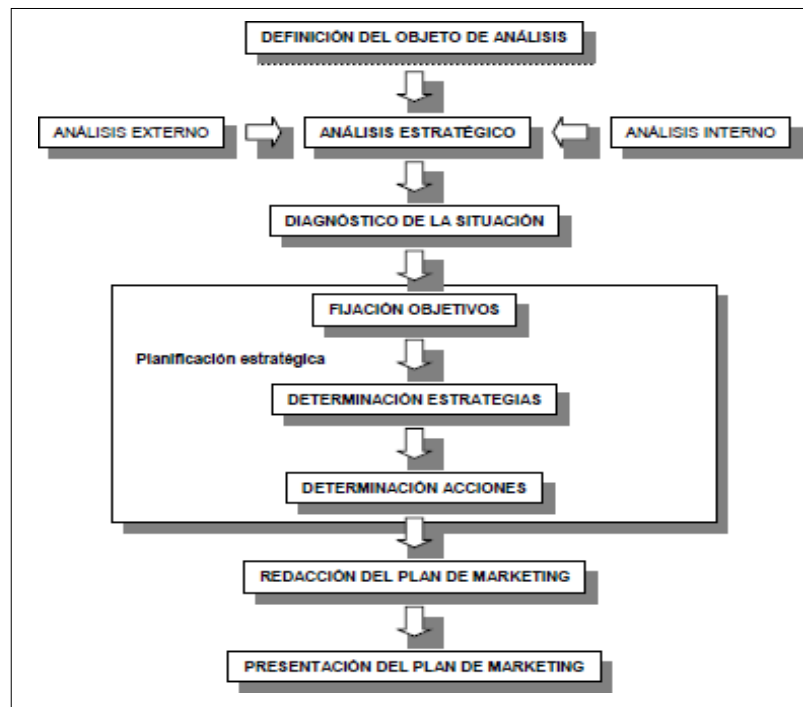 DEFINICIÓN DEL OBJETO DE ANÁLISIS
ANÁLISIS EXTERNO
ANÁLISIS ESTRATÉGICO
ANÁLISIS INTERNO
DIAGNÓSTICO DE LA SITUACIÓN
FIJACIÓN OBJETIVOS
Planificación estratégica
DETERMINACIÓN ESTRATEGIAS
DETERMINACIÓN ACCIONES
REDACCIÓN DEL PLAN DE MARKETING
PRESENTACIÓN DEL PLAN DE MARKETING